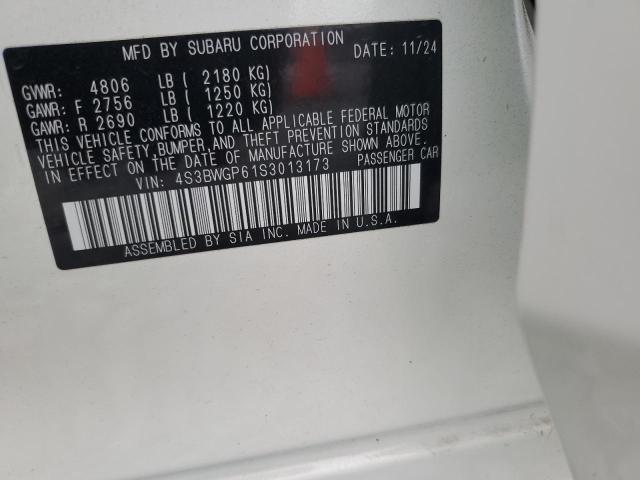 MFD BY SUBARU CORPORATION DATE: 11/24
GVWR: 4806 LB ( 2180 KG)
GAWR: F 2756 LB ( 1250 KG)
GAWR: R 2690 LB ( 1220 KG)
THIS VEHICLE CONFORMS TO ALL APPLICABLE FEDERAL MOTOR
VEHICLE SAFETY,BUMPER,AND THEFT PREVENTION STANDARDS
IN EFFECT ON THE DATE OF MANUFACTURE SHOWN ABOVE.
VIN: 4S3BWGP61S3013173 PASSENGER CAR
ASSEMBLED BY SIA INC. MADE IN U.S.A.